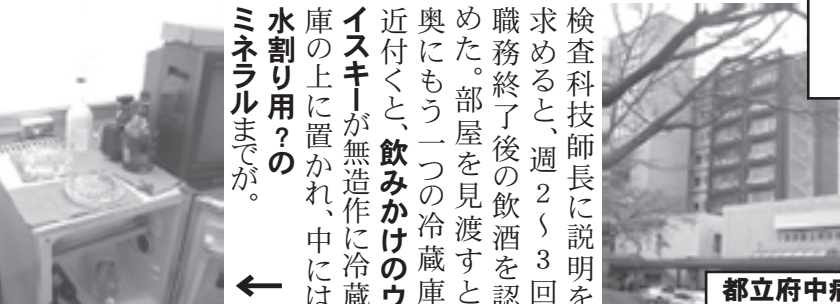 検査科技師長に説明を
求めると、週2～3回
職務終了後の飲酒を認
めた。部屋を見渡すと
奥にもう一つの冷蔵庫
近付くと、飲みかけのウ
イスキーが無造作に冷蔵
庫の上に置かれ、中には
水割り用？の
ミネラルまでが。
←
都立府中